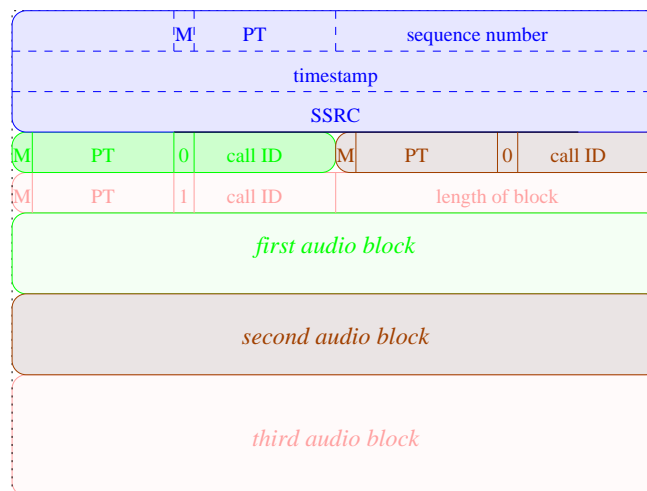 M PT sequence number
timestamp
SSRC
M PT 0 call ID M PT 0 call ID
M PT 1 call ID length of block
first audio block
second audio block
third audio block